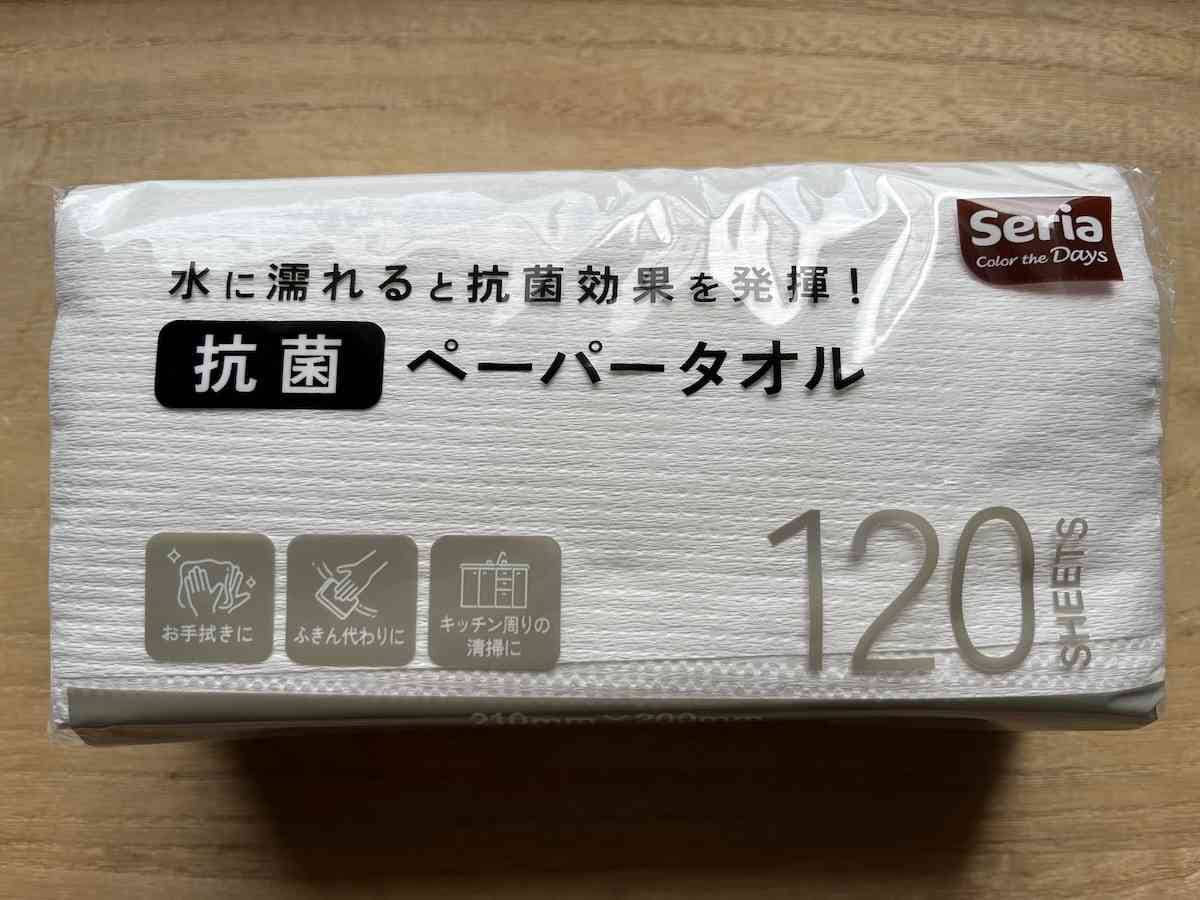 Seria
Color the Days
水に濡れると抗菌効果を発揮！
抗菌 ペーパータオル
お手拭きに
ふきん代わりに
キッチン周りの
清掃に
120
SHEETS